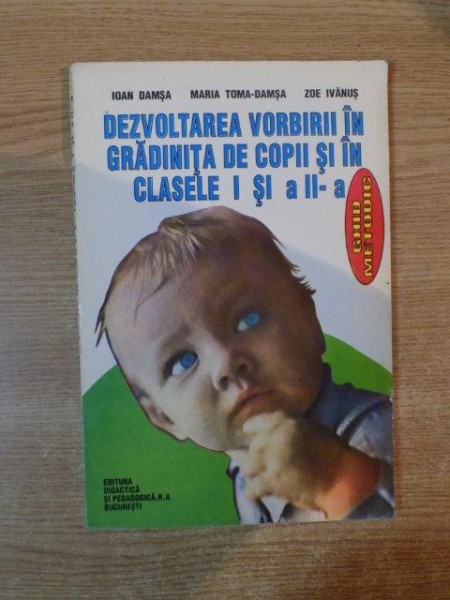 IOAN DAMȘA MARIA TOMA-DAMȘA ZOE IVĂNUȘ
DEZVOLTAREA VORBIRII ÎN
GRĂDINIȚA DE COPII ȘI ÎN
CLASELE I ȘI a II-a
GHID
METODIC
EDITURA
DIDACTICĂ
ȘI PEDAGOGICĂ, R.A.
BUCUREȘTI